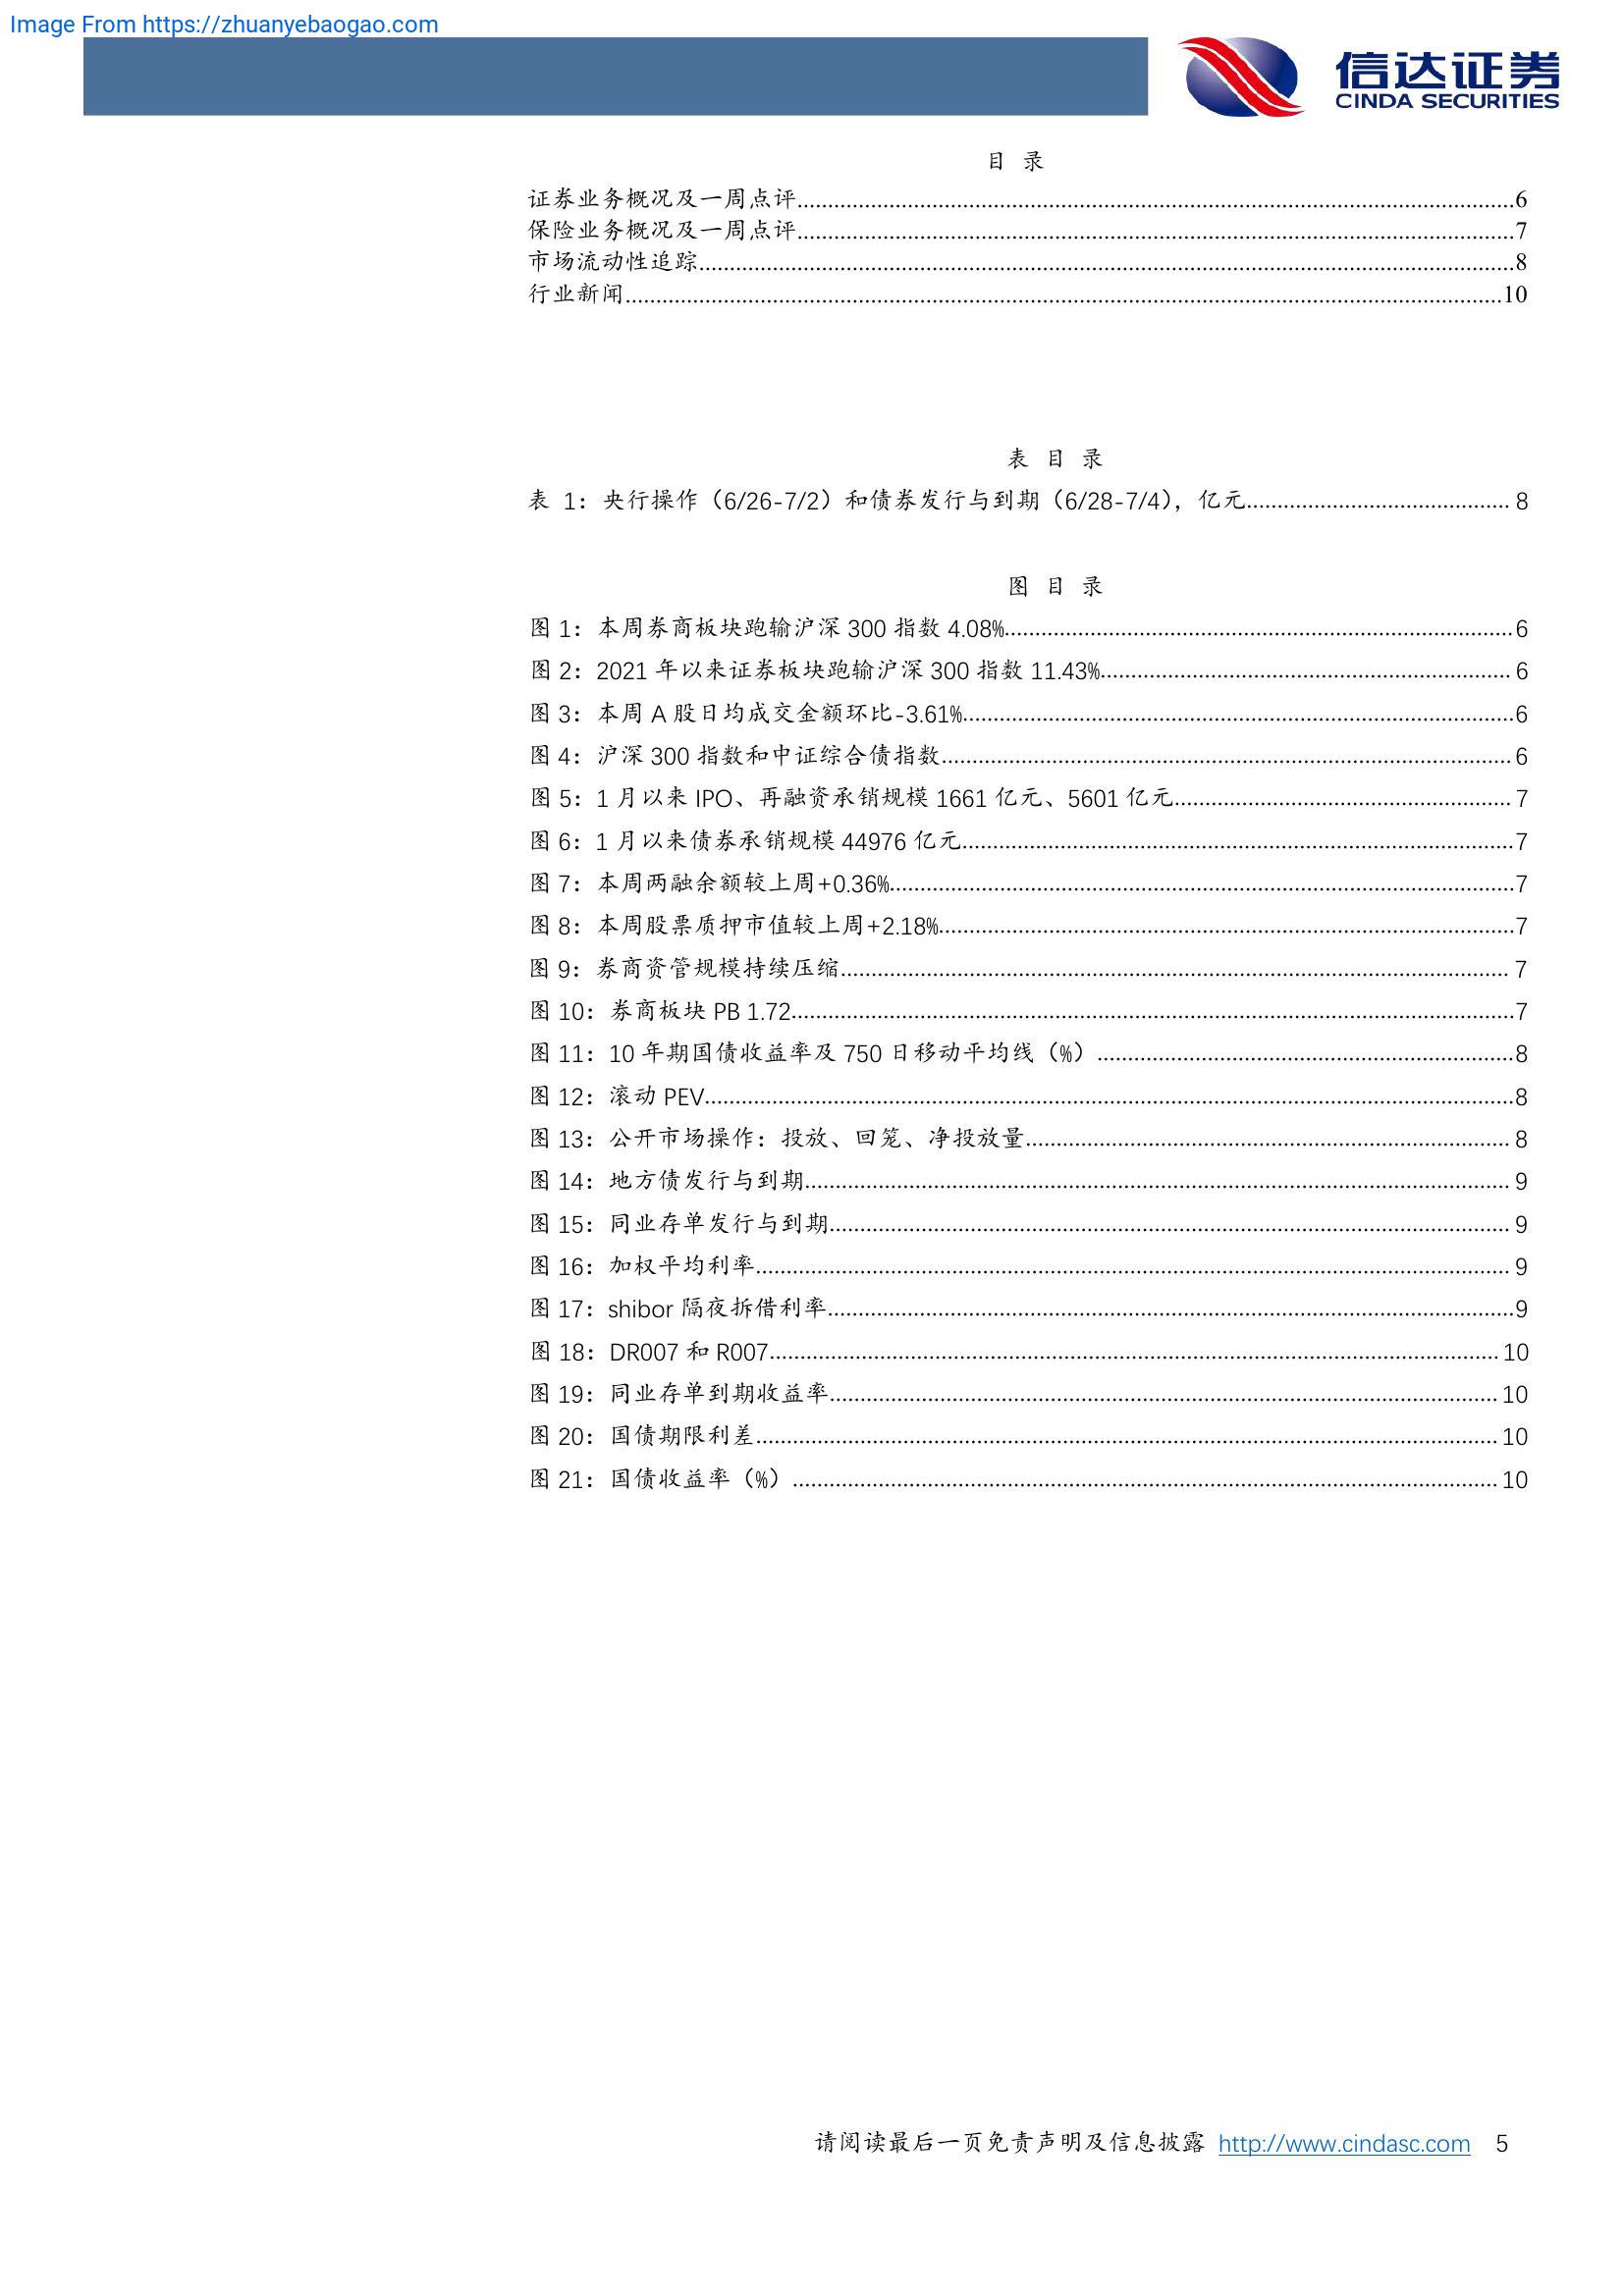 Image From https://zhuanyebaogao.com
信达证券
CINDA SECURITIES
目 录
证券业务概况及一周点评................................................................6
保险业务概况及一周点评................................................................7
市场流动性追踪................................................................8
行业新闻................................................................10
表 目 录
表 1：央行操作（6/26-7/2）和债券发行与到期（6/28-7/4），亿元................................ 8
图 目 录
图 1：本周券商板块跑输沪深 300 指数 4.08%................................................6
图 2：2021 年以来证券板块跑输沪深 300 指数 11.43%................................................ 6
图 3：本周 A 股日均成交金额环比-3.61%................................................6
图 4：沪深 300 指数和中证综合债指数................................................ 6
图 5：1 月以来 IPO、再融资承销规模 1661 亿元、5601 亿元................................................ 7
图 6：1 月以来债券承销规模 44976 亿元................................................7
图 7：本周两融余额较上周+0.36%................................................7
图 8：本周股票质押市值较上周+2.18%................................................7
图 9：券商资管规模持续压缩................................................ 7
图 10：券商板块 PB 1.72................................................7
图 11：10 年期国债收益率及 750 日移动平均线（%）................................................8
图 12：滚动 PEV................................................8
图 13：公开市场操作：投放、回笼、净投放量................................................ 8
图 14：地方债发行与到期................................................ 9
图 15：同业存单发行与到期................................................ 9
图 16：加权平均利率................................................ 9
图 17：shibor 隔夜拆借利率................................................9
图 18：DR007 和 R007................................................ 10
图 19：同业存单到期收益率................................................ 10
图 20：国债期限利差................................................ 10
图 21：国债收益率（%）................................................ 10
请阅读最后一页免责声明及信息披露 http://www.cindasc.com 5